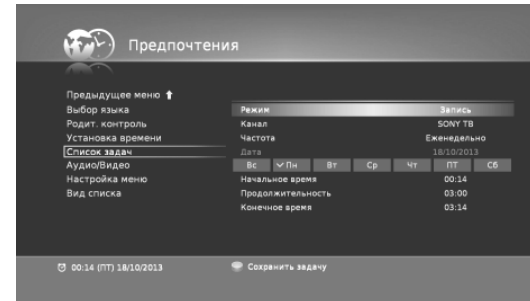 Предпочтения
Предыдущее меню
Выбор языка
Родит. контроль
Установка времени
Список задач
Аудио/Видео
Настройка меню
Вид списка
Режим Запись
Канал SONY ТВ
Частота Еженедельно
Дата 18/10/2013
Вс Пн Вт Ср Чт ПТ Сб
Начальное время 00:14
Продолжительность 03:00
Конечное время 03:14
00:14 (ПТ) 18/10/2013 Сохранить задачу